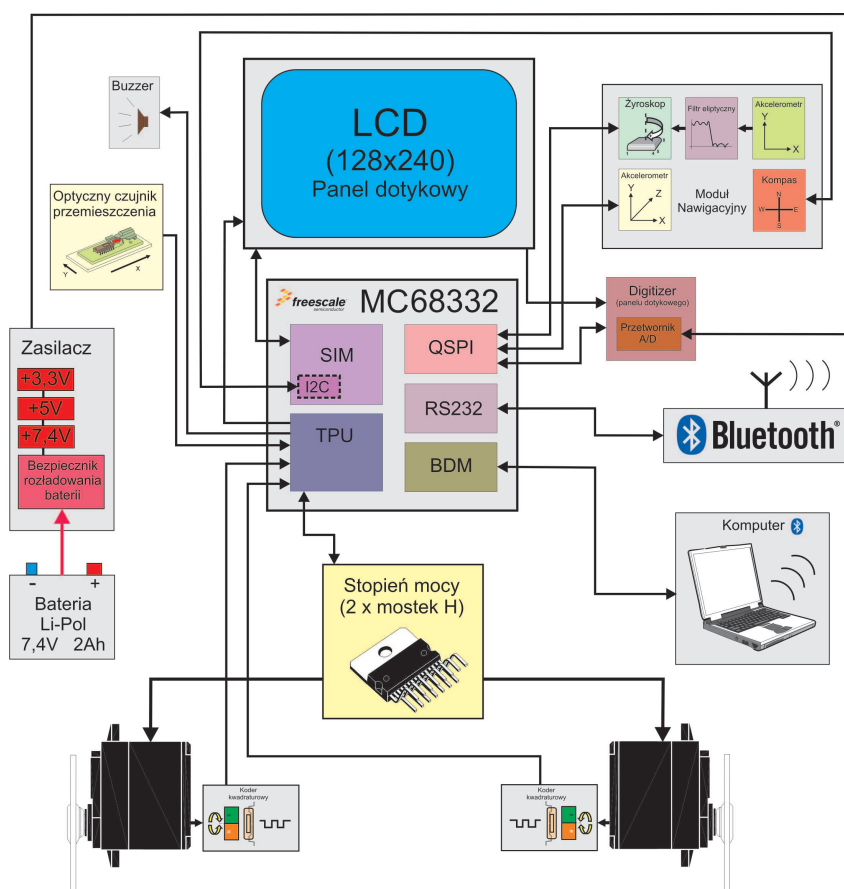 Buzzer
LCD
(128x240)
Panel dotykowy
Żyroskop
Filtr eliptyczny
Akcelerometr
Y
X
Akcelerometr
Y
Z
X
Moduł
Nawigacyjny
Kompas
N
W
E
S
Optyczny czujnik
przemieszczenia
Y
X
freescale
semiconductor
MC68332
SIM
I2C
TPU
QSPI
RS232
BDM
Digitizer
(panelu dotykowego)
Przetwornik
A/D
Bluetooth®
Zasilacz
+3,3V
+5V
+7,4V
Bezpiecznik
rozładowania
baterii
- +
Bateria
Li-Pol
7,4V 2Ah
Komputer
Stopień mocy
(2 x mostek H)
Koder
kwadraturowy
Koder
kwadraturowy